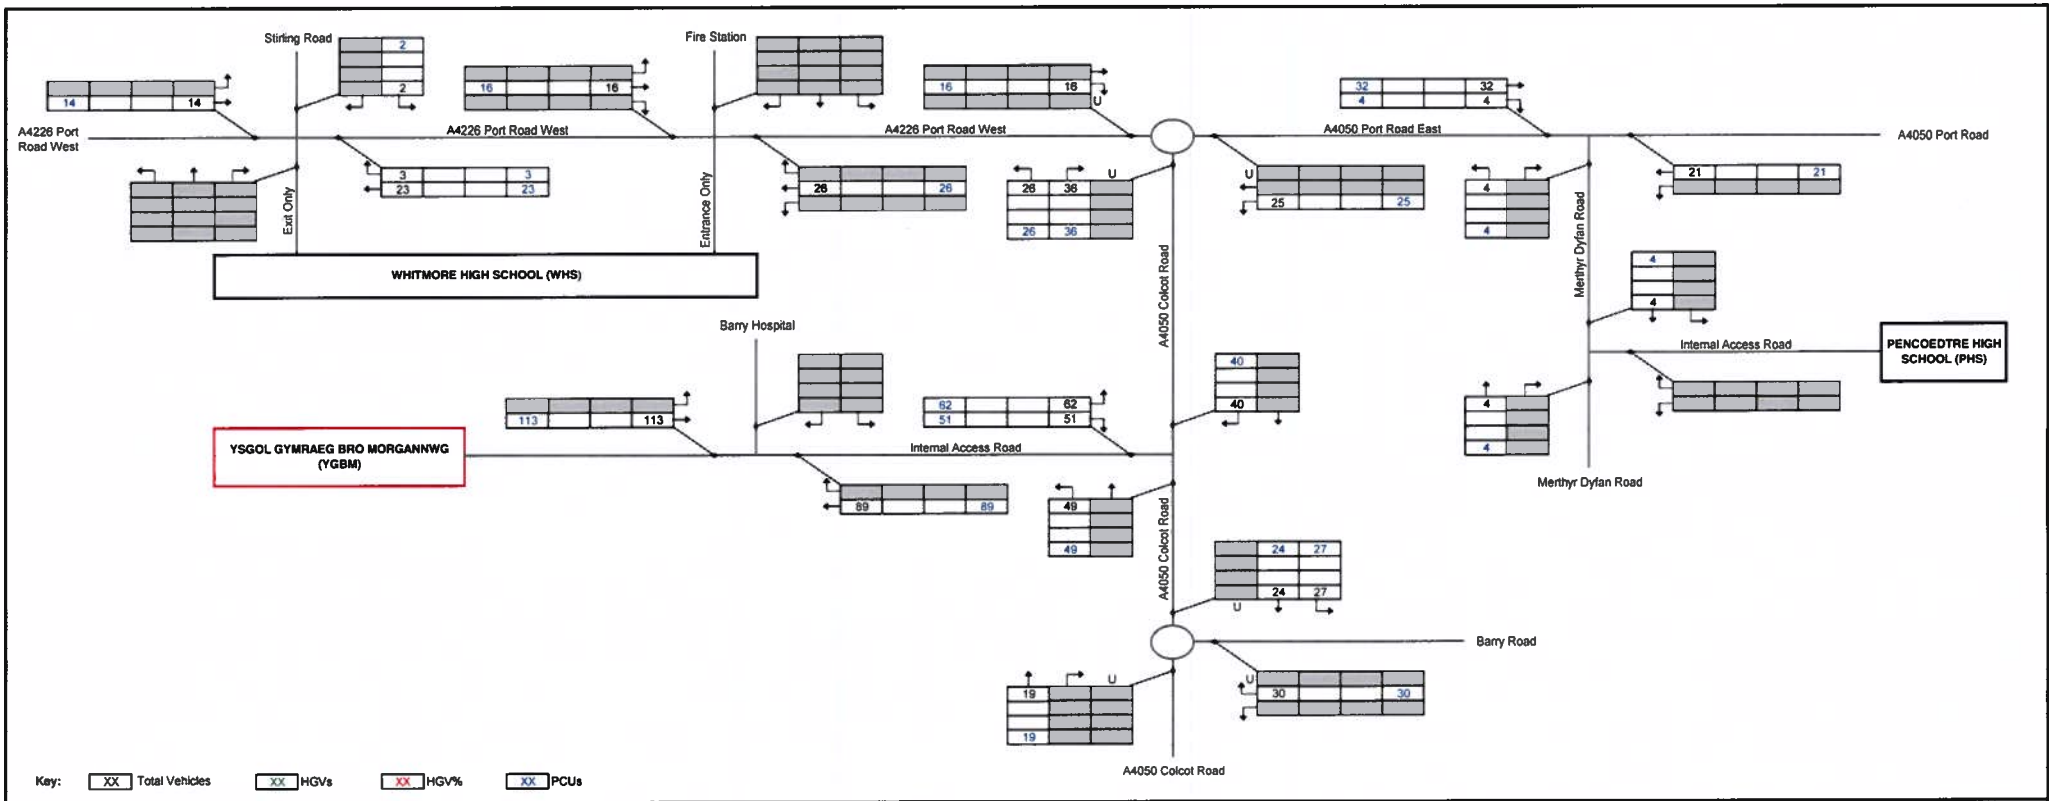 Stirling Road
2
2
Fire Station
14 14
16 16
16 16
U
32 32
4 4
A4226 Port
Road West
A4226 Port Road West
A4226 Port Road West
A4050 Port Road East
A4050 Port Road
Exit Only
3 3
23 23
Entrance Only
26 26
U
26 36
26 36
A4050 Colcot Road
U
25 25
4
4
Merthyr Dyfan Road
21 21
WHITMORE HIGH SCHOOL (WHS)
4
4
Internal Access Road
PENCOEDTRE HIGH
SCHOOL (PHS)
4
4
Merthyr Dyfan Road
Barry Hospital
113 113
62 62
51 51
40
40
YSGOL GYMRAEG BRO MORGANNWG
(YGBM)
Internal Access Road
89 89
49
49
A4050 Colcot Road
24 27
24 27
U
Barry Road
U
19
19
U
30 30
A4050 Colcot Road
Key: XX Total Vehicles XX HGVs XX HGV% XX PCUs